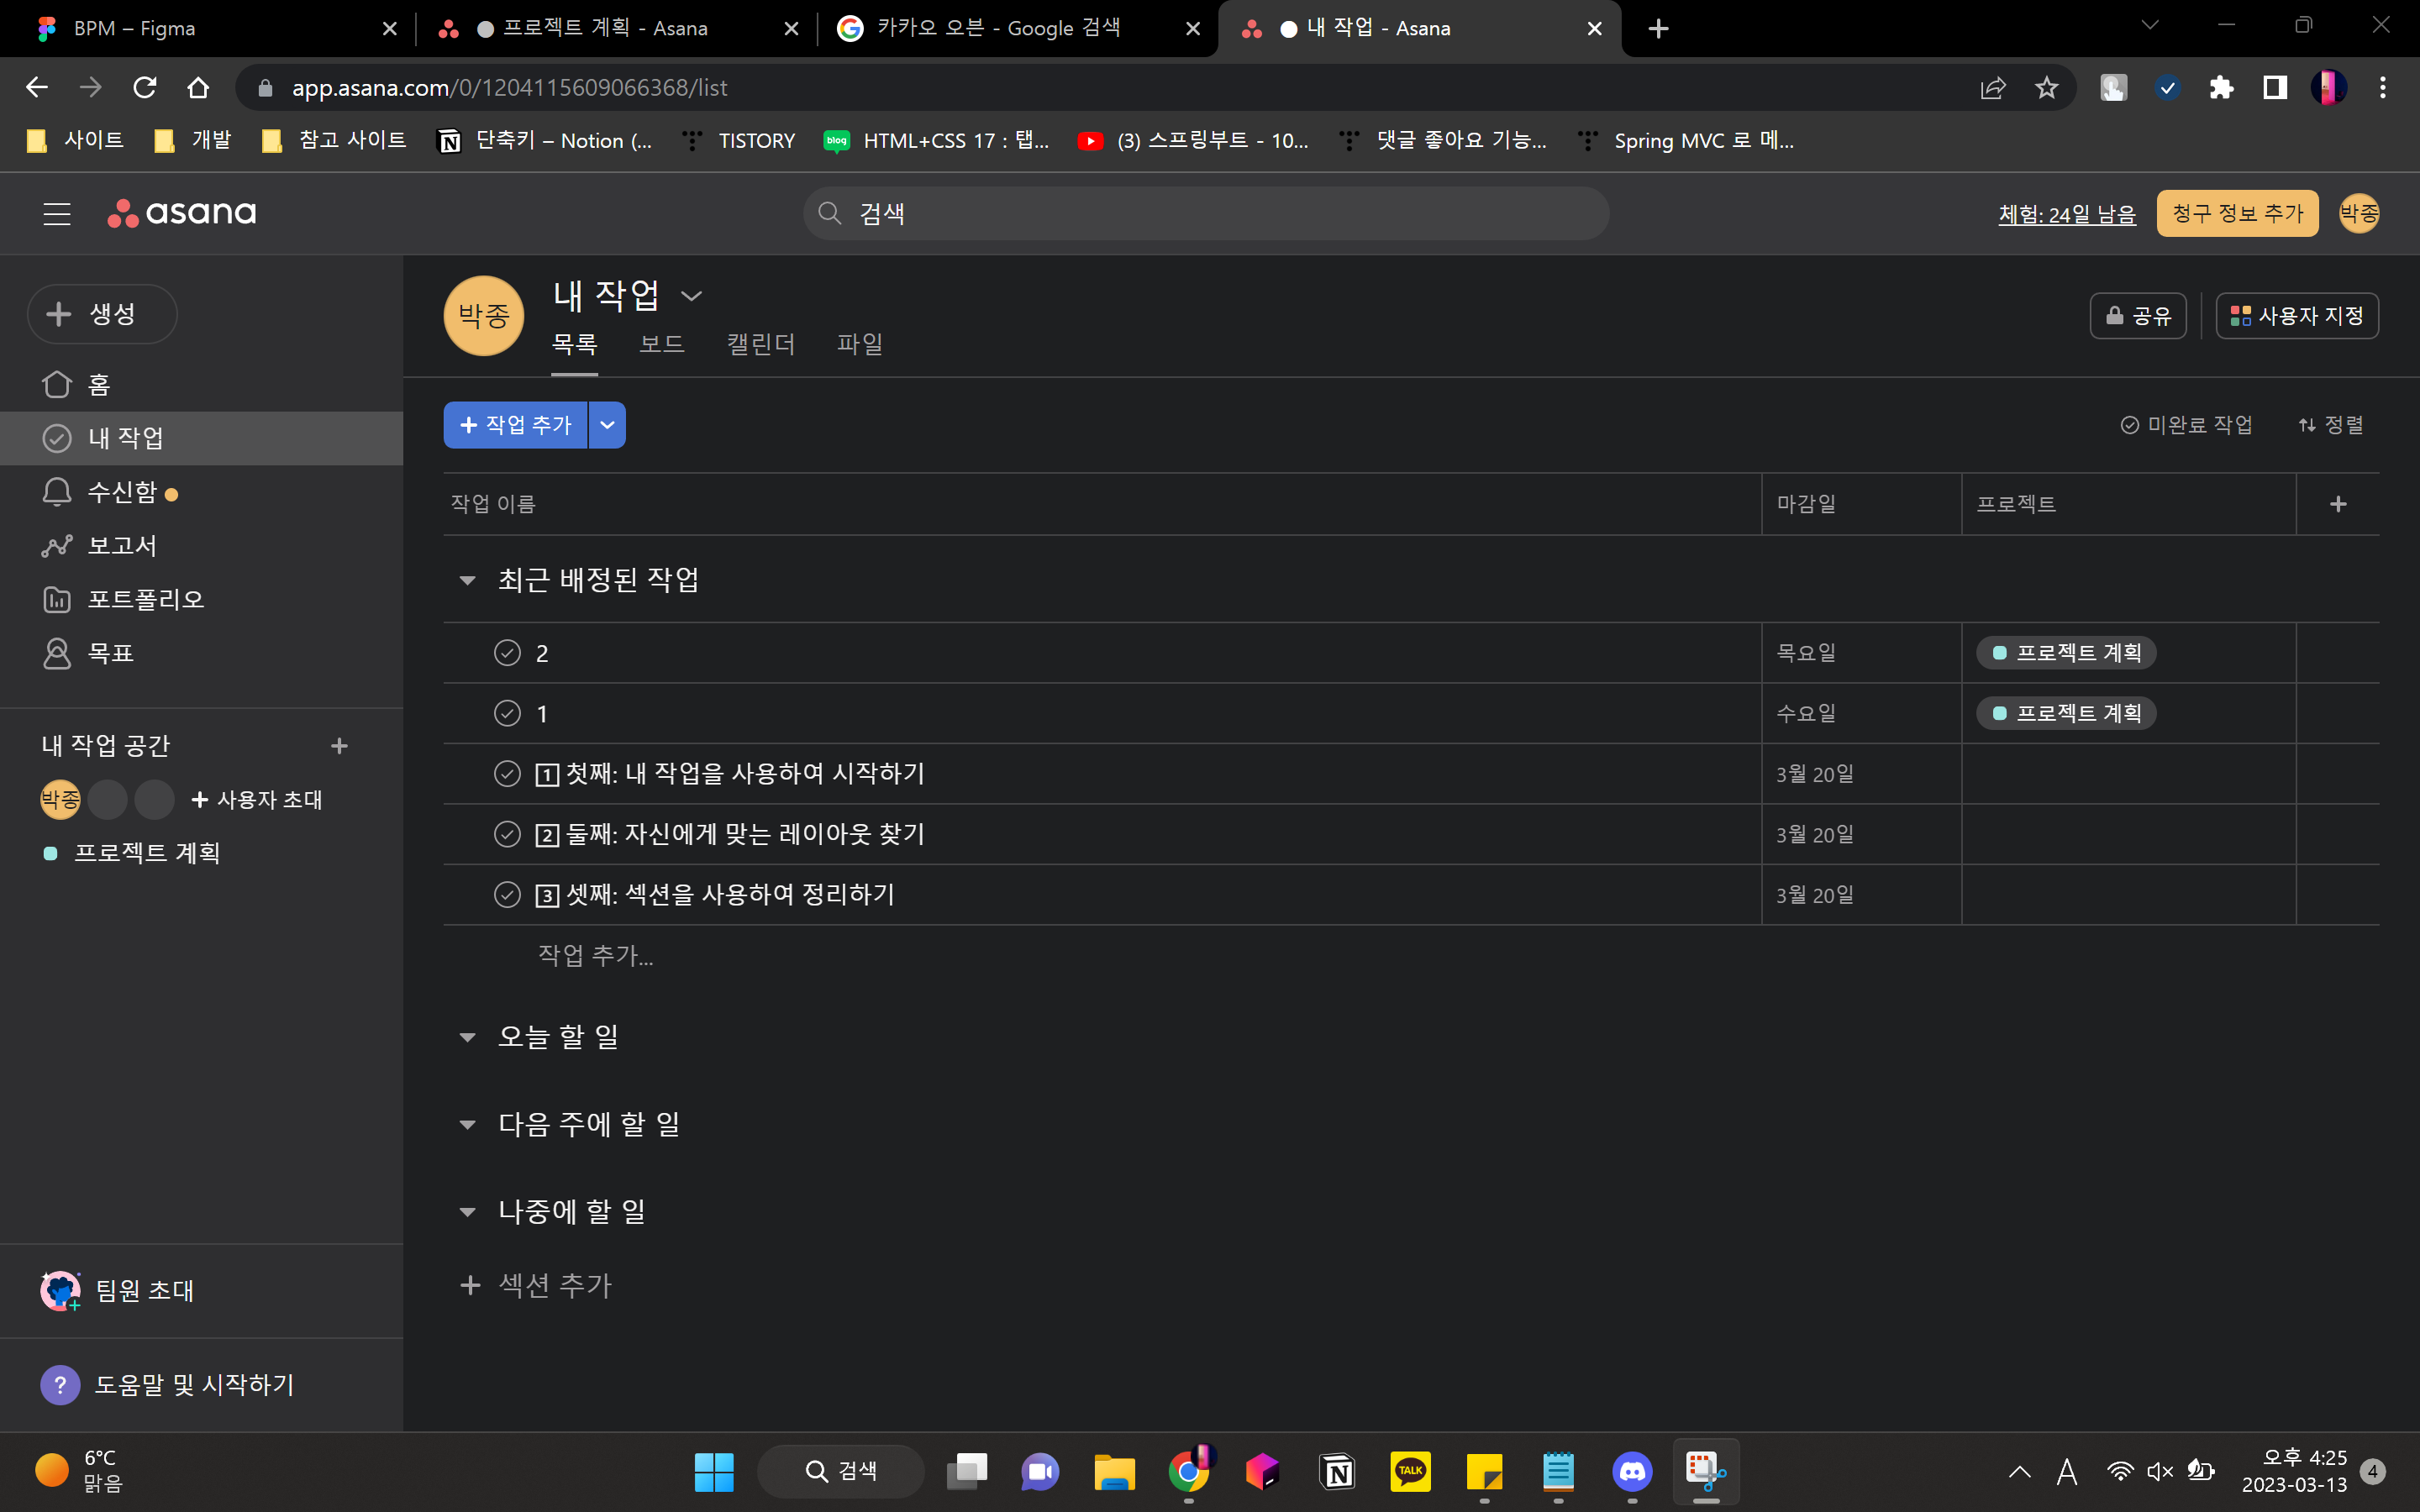 BPM – Figma
● 프로젝트 계획 - Asana
카카오 오븐 - Google 검색
● 내 작업 - Asana
app.asana.com/0/1204115609066368/list
사이트
개발
참고 사이트
단축키 – Notion (...
TISTORY
blog
HTML+CSS 17 : 탭...
(3) 스프링부트 - 10...
댓글 좋아요 기능...
Spring MVC 로 메...
asana
검색
체험: 24일 남음
청구 정보 추가
박종
생성
홈
내 작업
수신함
보고서
포트폴리오
목표
내 작업 공간
박종
사용자 초대
프로젝트 계획
팀원 초대
? 도움말 및 시작하기
박종
내 작업
목록
보드
캘린더
파일
공유
사용자 지정
작업 추가
미완료 작업
정렬
작업 이름 마감일 프로젝트
최근 배정된 작업
2 목요일 프로젝트 계획
1 수요일 프로젝트 계획
1 첫째: 내 작업을 사용하여 시작하기 3월 20일
2 둘째: 자신에게 맞는 레이아웃 찾기 3월 20일
3 셋째: 섹션을 사용하여 정리하기 3월 20일
작업 추가...
오늘 할 일
다음 주에 할 일
나중에 할 일
섹션 추가
6°C
맑음
검색
TALK
A
오후 4:25
2023-03-13
4